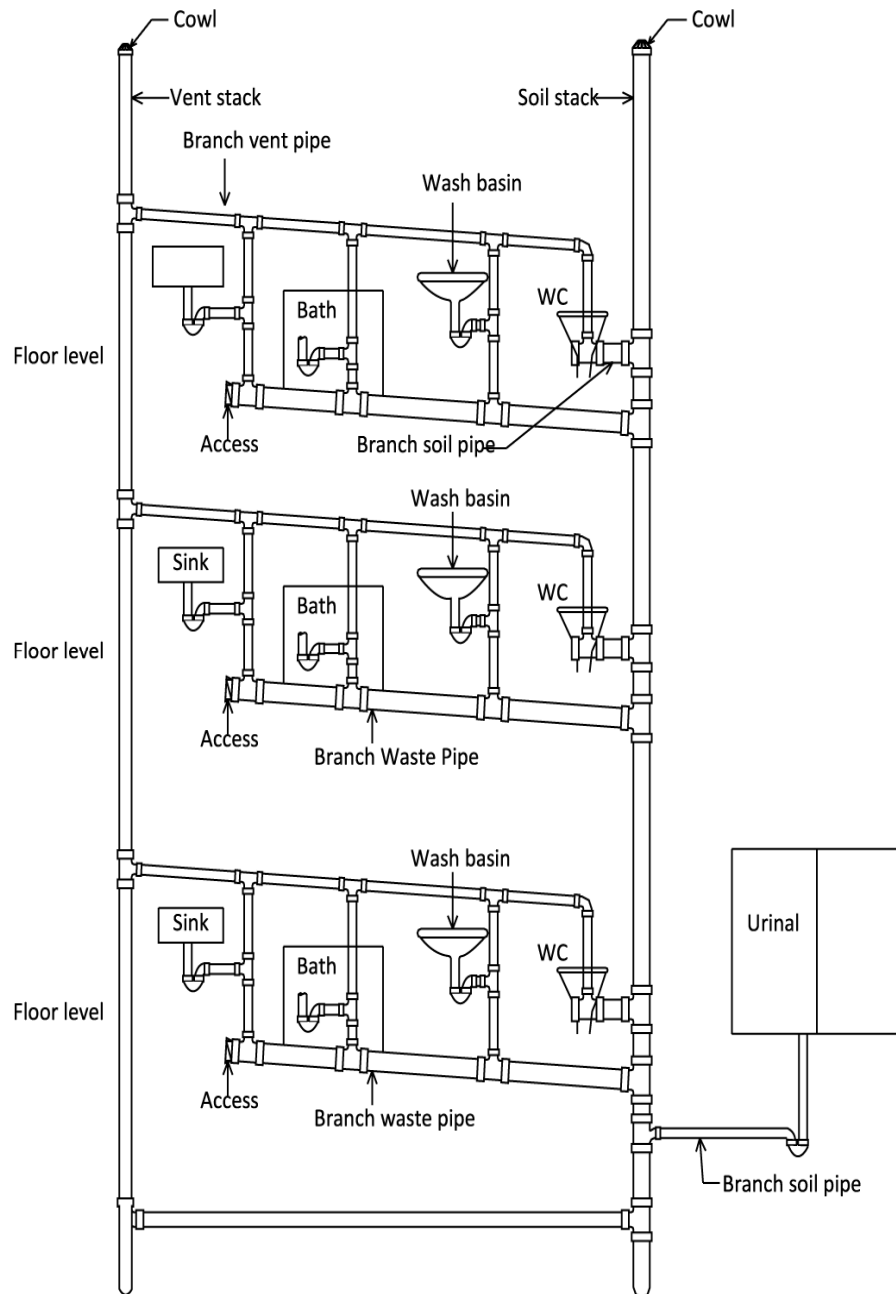 Cowl
Cowl
Vent stack
Soil stack
Branch vent pipe
Wash basin
WC
Bath
Floor level
Access
Branch soil pipe
Wash basin
Sink
WC
Bath
Floor level
Access
Branch Waste Pipe
Wash basin
Sink
Urinal
WC
Bath
Floor level
Access
Branch waste pipe
Branch soil pipe